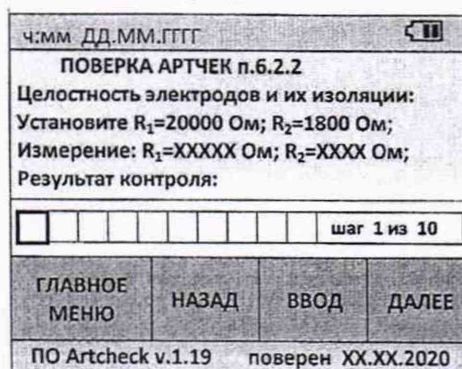 ч:мм ДД.ММ.ГГГГ
ПОВЕРКА АРТЧЕК п.6.2.2
Целостность электродов и их изоляции:
Установите R₁=20000 Ом; R₂=1800 Ом;
Измерение: R₁=XXXXX Ом; R₂=XXXX Ом;
Результат контроля:
шаг 1 из 10
ГЛАВНОЕ МЕНЮ НАЗАД ВВОД ДАЛЕЕ
ПО Artcheck v.1.19 поверен XX.XX.2020